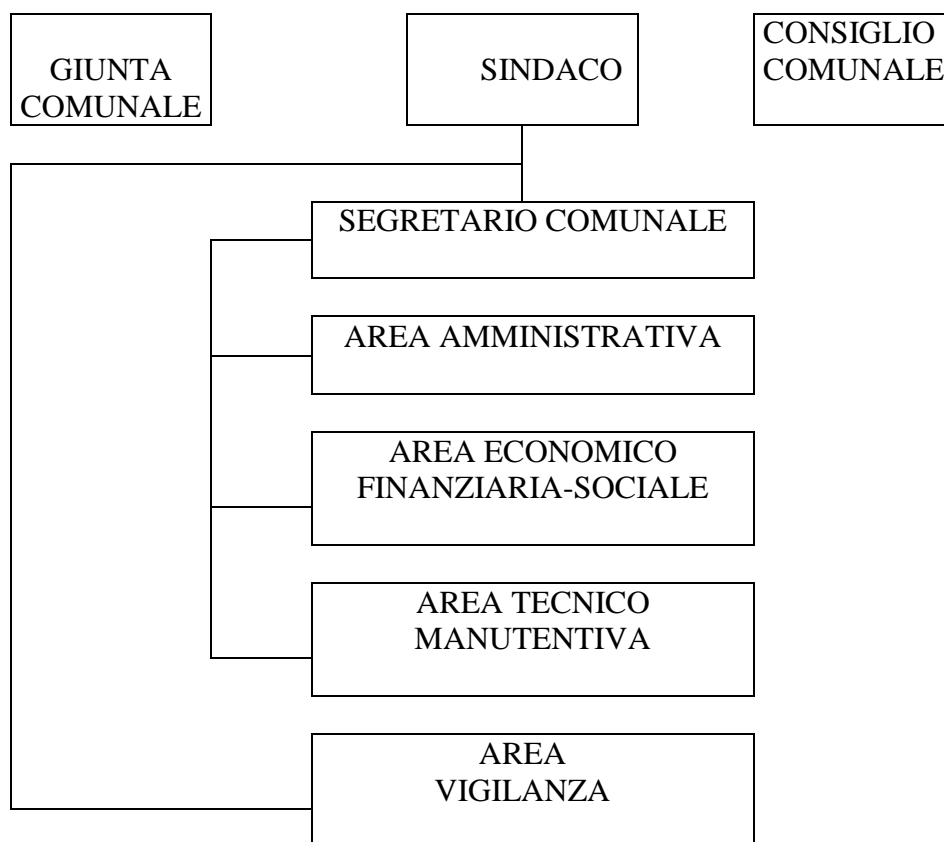 GIUNTA
COMUNALE
SINDACO
CONSIGLIO
COMUNALE
SEGRETARIO COMUNALE
AREA AMMINISTRATIVA
AREA ECONOMICO
FINANZIARIA-SOCIALE
AREA TECNICO
MANUTENTIVA
AREA
VIGILANZA